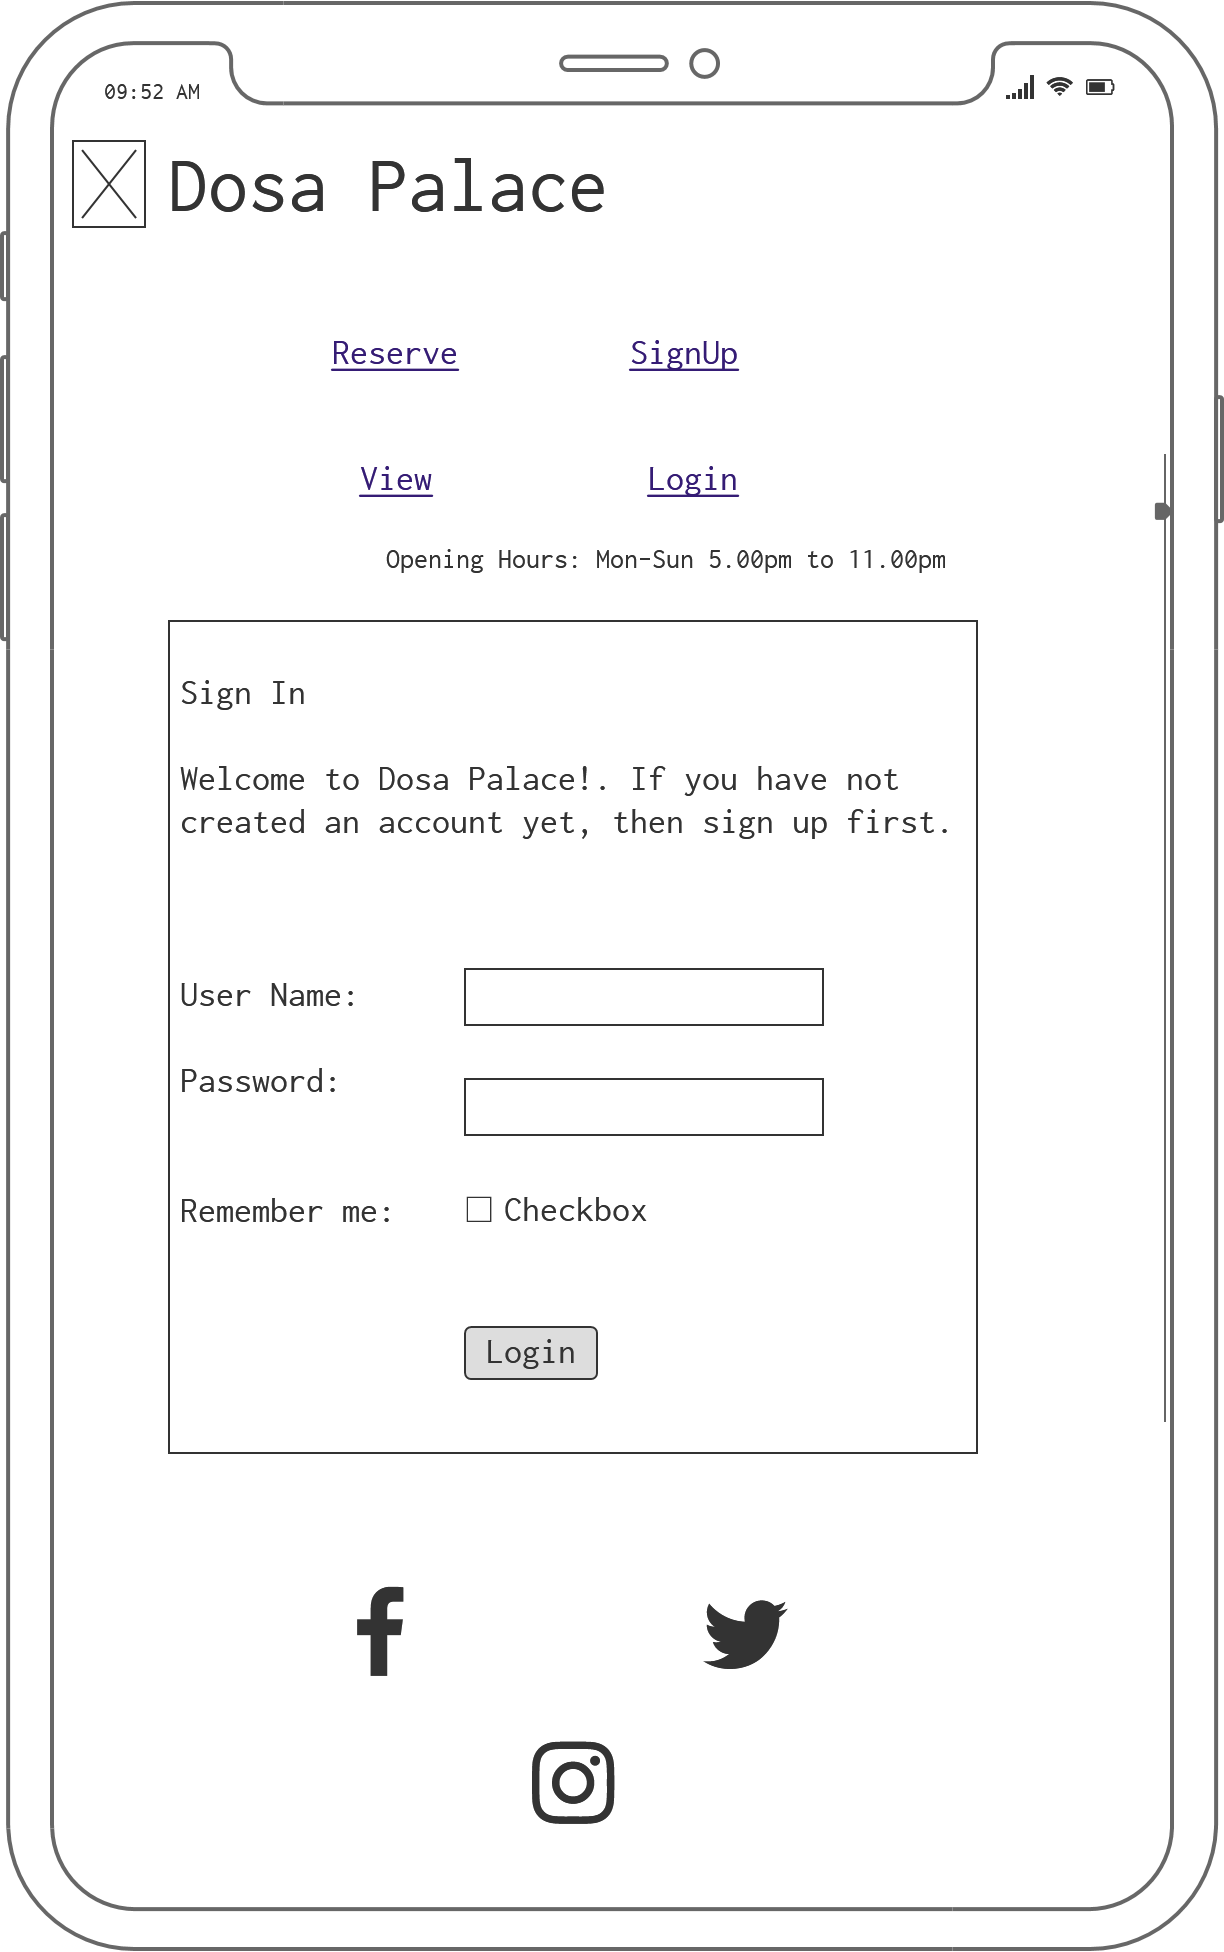 09:52 AM
Dosa Palace
Reserve SignUp
View Login
Opening Hours: Mon-Sun 5.00pm to 11.00pm
Sign In
Welcome to Dosa Palace!. If you have not
created an account yet, then sign up first.
User Name:
Password:
Remember me: Checkbox
Login